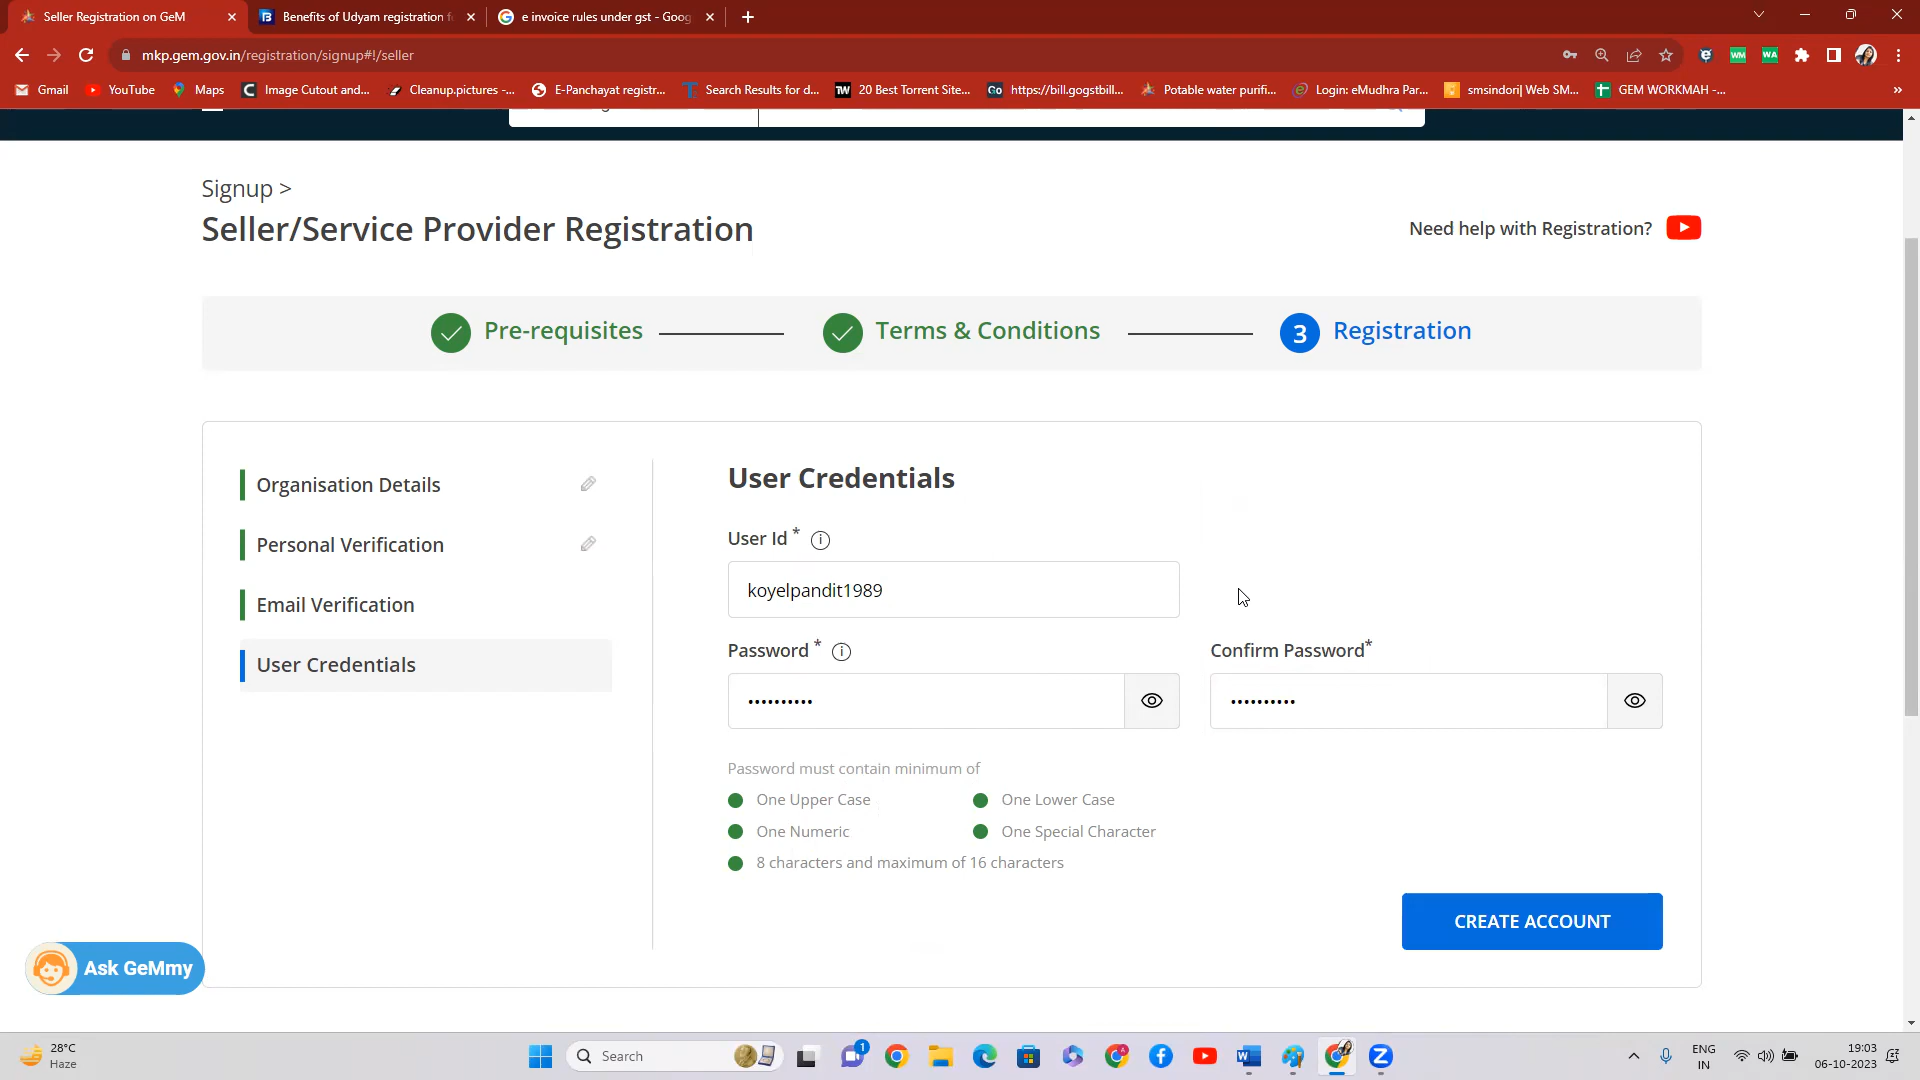 Seller Registration on GeM
Benefits of Udyam registration f
e invoice rules under gst - Goog
mkp.gem.gov.in/registration/signup#!/seller
Gmail
YouTube
Maps
Image Cutout and...
Cleanup.pictures -...
E-Panchayat registr...
Search Results for d...
20 Best Torrent Site...
https://bill.gogstbill...
Potable water purifi...
Login: eMudhra Par...
smsindori| Web SM...
GEM WORKMAH -...
Signup >
Seller/Service Provider Registration
Need help with Registration?
Pre-requisites
Terms & Conditions
3 Registration
Organisation Details
Personal Verification
Email Verification
User Credentials
User Credentials
User Id *
koyelpandit1989
Password *
Confirm Password*
••••••••••
••••••••••
Password must contain minimum of
One Upper Case
One Lower Case
One Numeric
One Special Character
8 characters and maximum of 16 characters
CREATE ACCOUNT
Ask GeMmy
28°C
Haze
Search
1
ENG
IN
19:03
06-10-2023